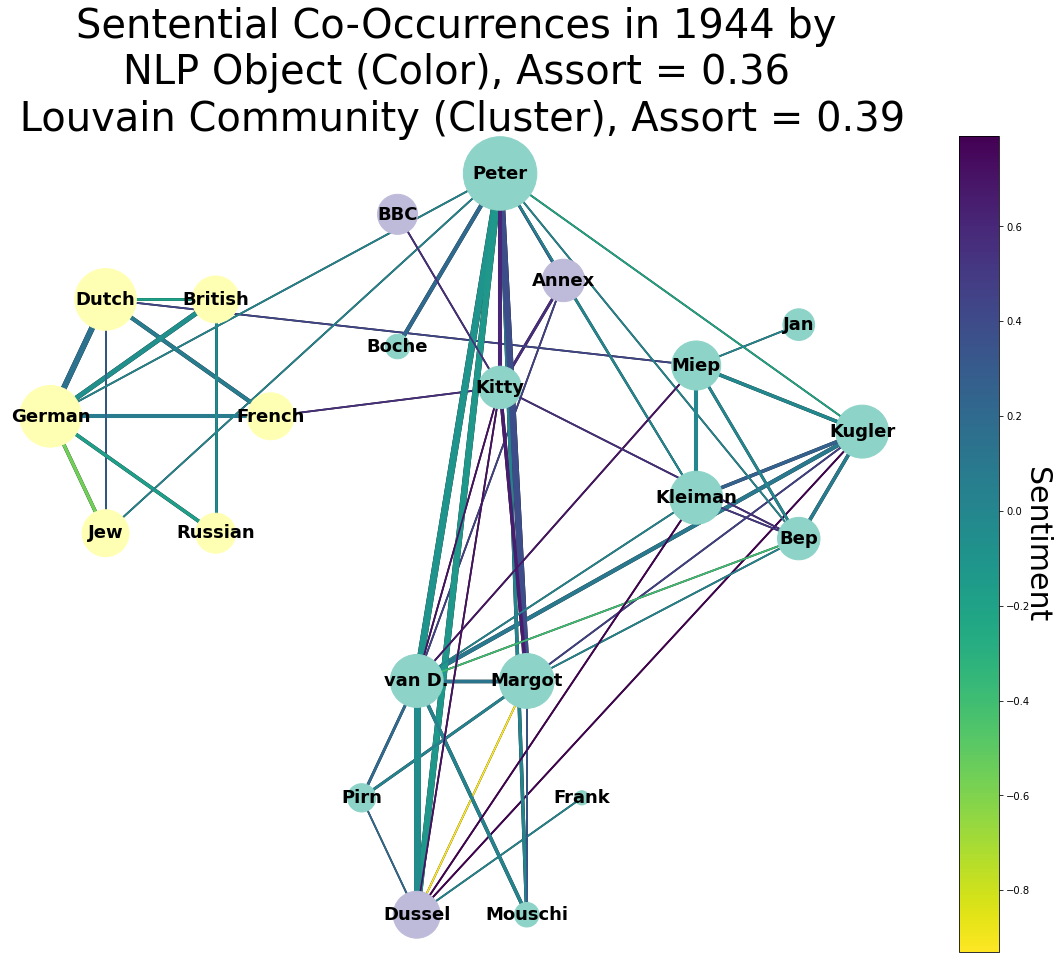 Sentential Co-Occurrences in 1944 by
NLP Object (Color), Assort = 0.36
Louvain Community (Cluster), Assort = 0.39
Peter
BBC
Annex
Dutch
British
Jan
Boche
Miep
Kitty
German
French
Kugler
Kleiman
Jew
Russian
Bep
van D.
Margot
Pirn
Frank
Dussel
Mouschi
0.6
0.4
0.2
0.0
−0.2
−0.4
−0.6
−0.8
Sentiment